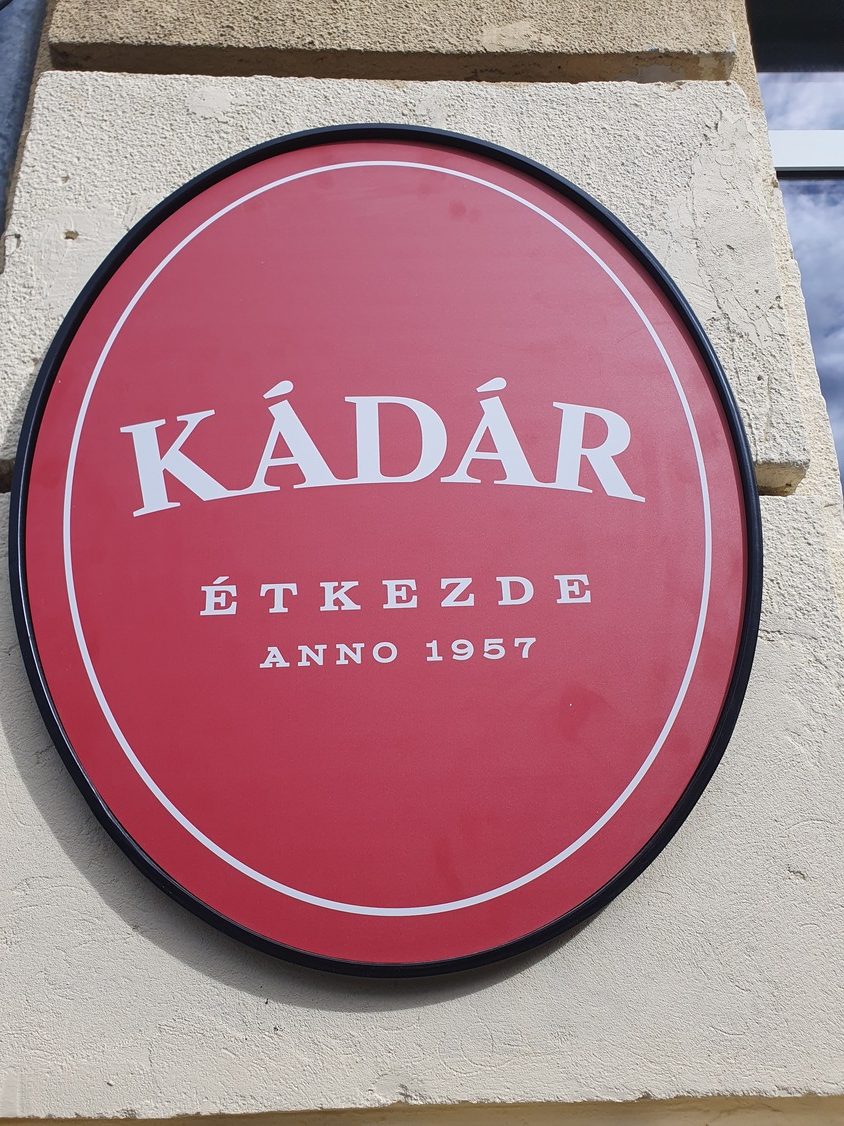 KÁDÁR
ÉTKEZDE
ANNO 1957